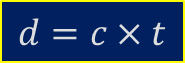 d = c × t